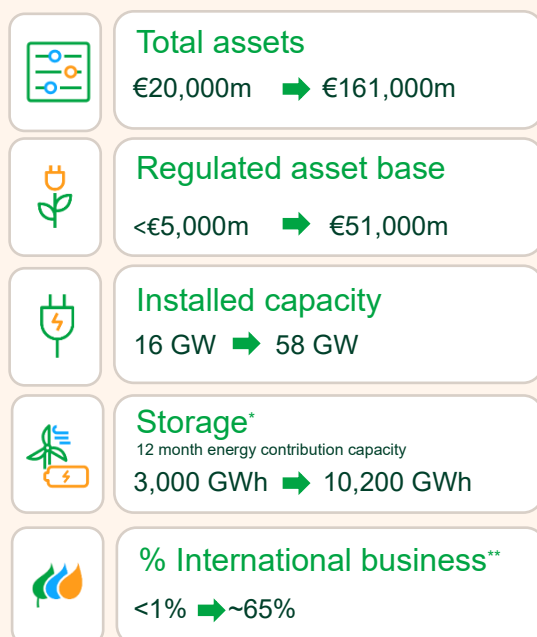 Total assets
€20,000m ➡ €161,000m
Regulated asset base
<€5,000m ➡ €51,000m
Installed capacity
16 GW ➡ 58 GW
Storage*
12 month energy contribution capacity
3,000 GWh ➡ 10,200 GWh
% International business**
<1% ➡ ~65%